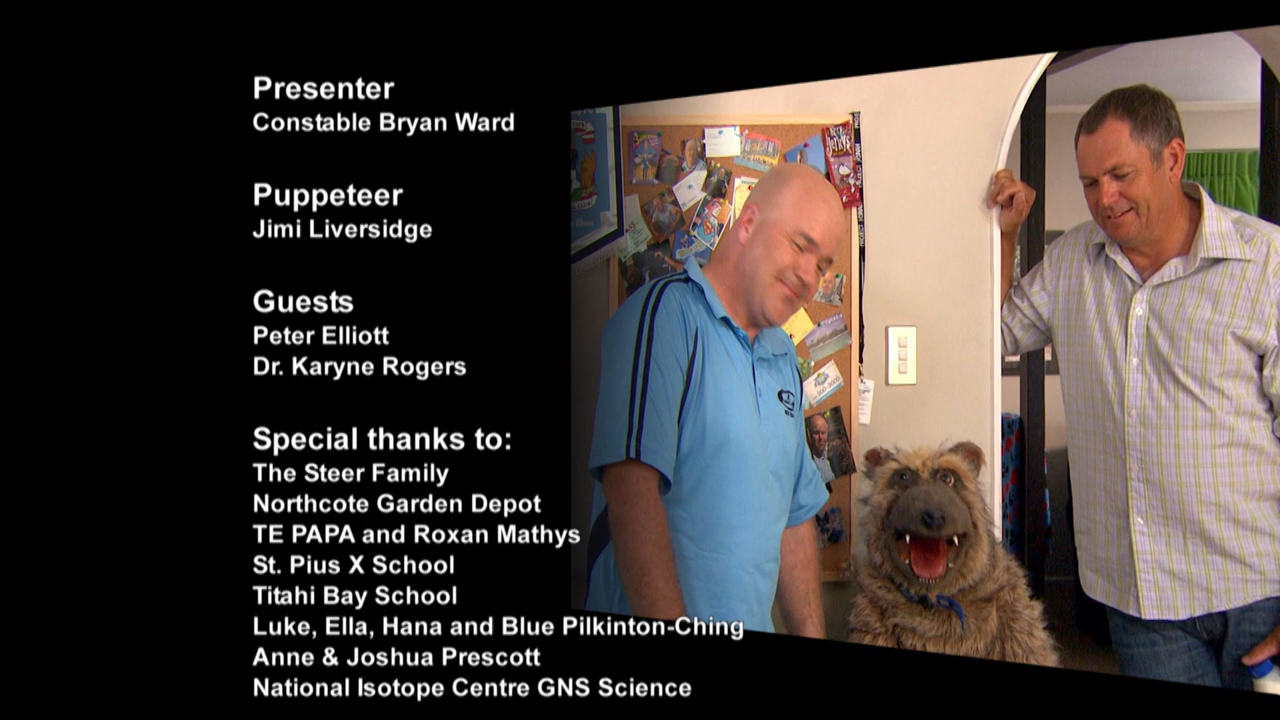 Presenter
Constable Bryan Ward
Puppeteer
Jimi Liversidge
Guests
Peter Elliott
Dr. Karyne Rogers
Special thanks to:
The Steer Family
Northcote Garden Depot
TE PAPA and Roxan Mathys
St. Pius X School
Titahi Bay School
Luke, Ella, Hana and Blue Pilkinton-Ching
Anne & Joshua Prescott
National Isotope Centre GNS Science